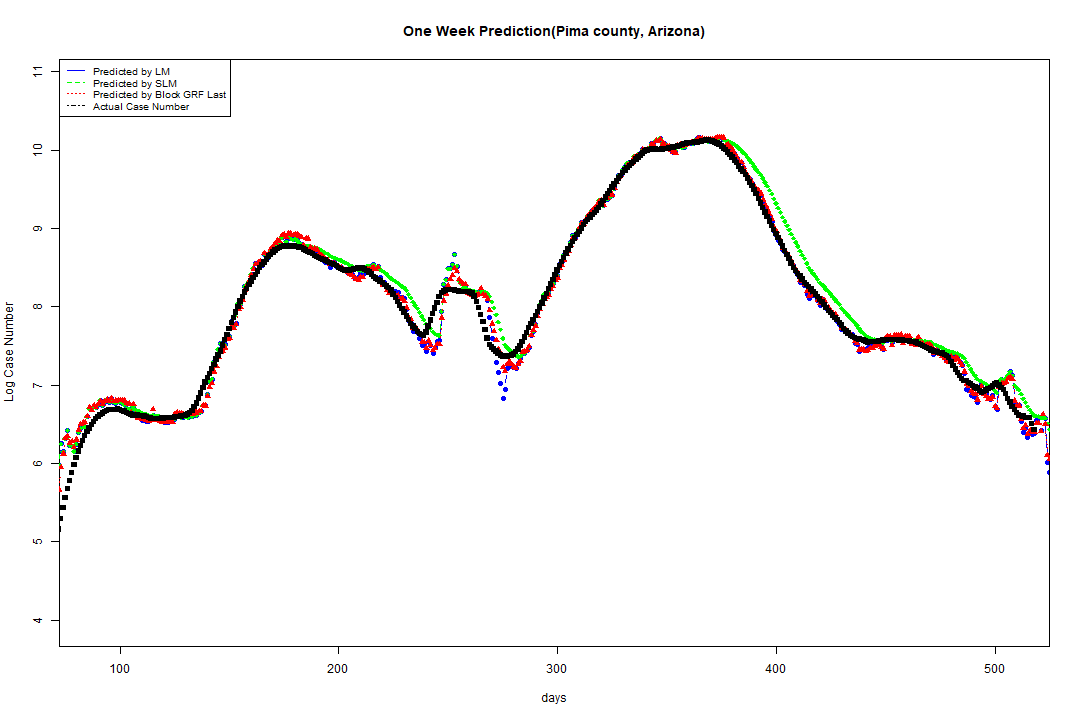 One Week Prediction(Pima county, Arizona)
Predicted by LM
Predicted by SLM
Predicted by Block GRF Last
Actual Case Number
Log Case Number
11
10
9
8
7
6
5
4
100 200 300 400 500
days